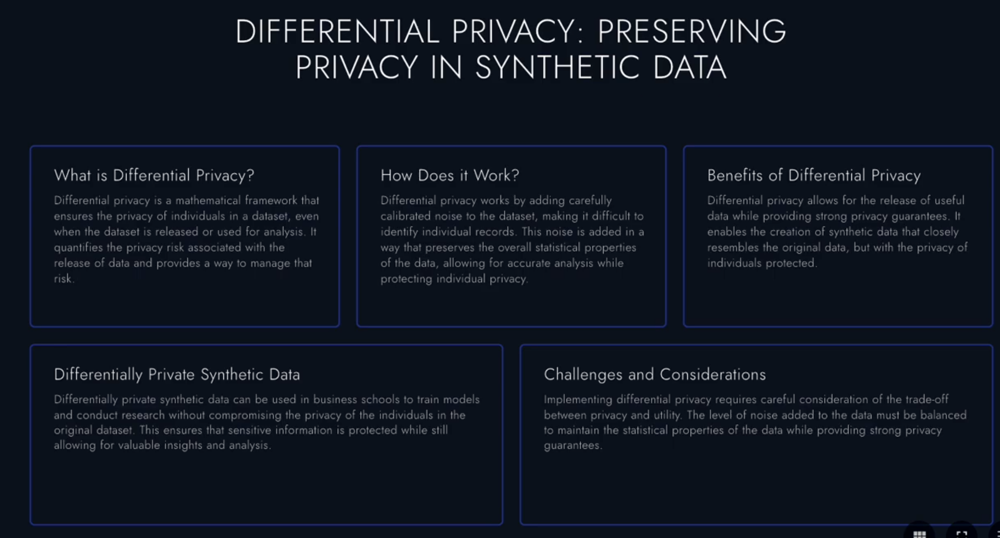 DIFFERENTIAL PRIVACY: PRESERVING
PRIVACY IN SYNTHETIC DATA
What is Differential Privacy?
Differential privacy is a mathematical framework that
ensures the privacy of individuals in a dataset, even
when the dataset is released or used for analysis. It
quantifies the privacy risk associated with the
release of data and provides a way to manage that
risk.
How Does it Work?
Differential privacy works by adding carefully
calibrated noise to the dataset, making it difficult to
identify individual records. This noise is added in a
way that preserves the overall statistical properties
of the data, allowing for accurate analysis while
protecting individual privacy.
Benefits of Differential Privacy
Differential privacy allows for the release of useful
data while providing strong privacy guarantees. It
enables the creation of synthetic data that closely
resembles the original data, but with the privacy of
individuals protected.
Differentially Private Synthetic Data
Differentially private synthetic data can be used in business schools to train models
and conduct research without compromising the privacy of the individuals in the
original dataset. This ensures that sensitive information is protected while still
allowing for valuable insights and analysis.
Challenges and Considerations
Implementing differential privacy requires careful consideration of the trade-off
between privacy and utility. The level of noise added to the data must be balanced
to maintain the statistical properties of the data while providing strong privacy
guarantees.